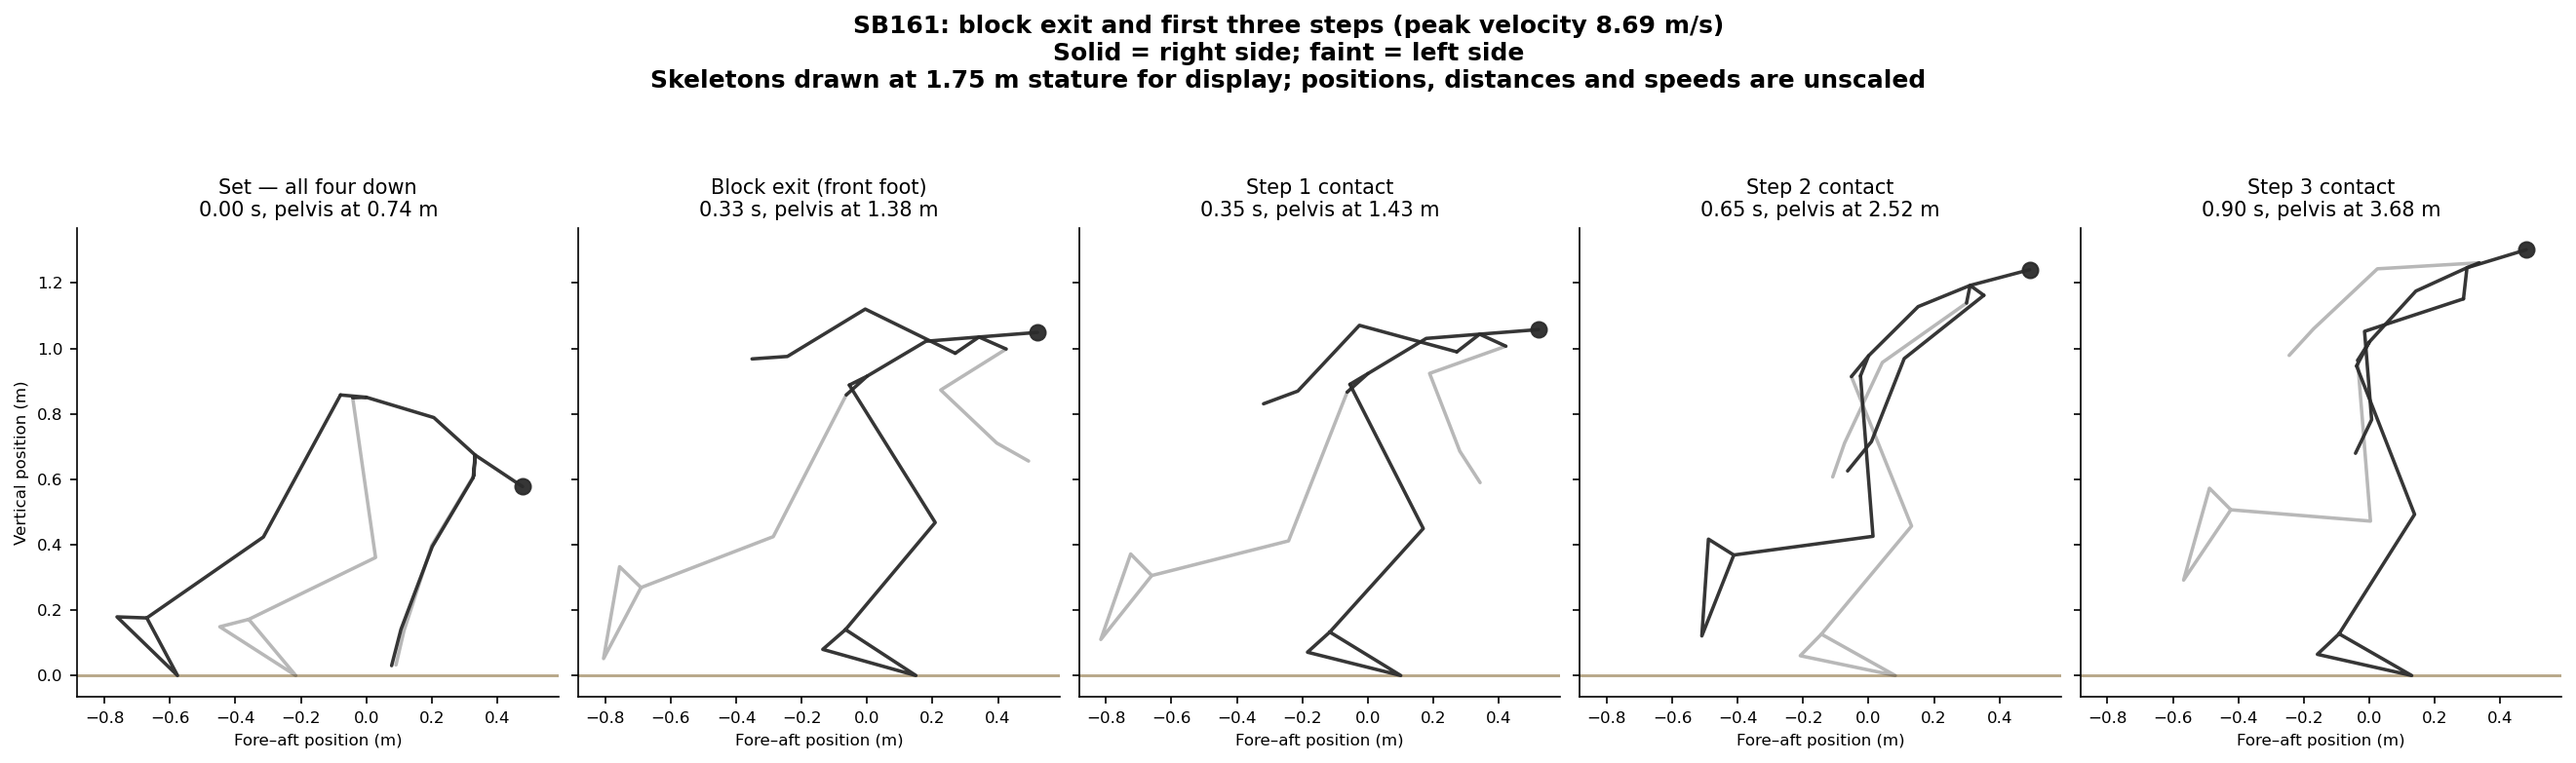 SB161: block exit and first three steps (peak velocity 8.69 m/s)
Solid = right side; faint = left side
Skeletons drawn at 1.75 m stature for display; positions, distances and speeds are unscaled
Set — all four down
0.00 s, pelvis at 0.74 m
Block exit (front foot)
0.33 s, pelvis at 1.38 m
Step 1 contact
0.35 s, pelvis at 1.43 m
Step 2 contact
0.65 s, pelvis at 2.52 m
Step 3 contact
0.90 s, pelvis at 3.68 m
Vertical position (m)
1.2
1.0
0.8
0.6
0.4
0.2
0.0
−0.8 −0.6 −0.4 −0.2 0.0 0.2 0.4
Fore–aft position (m)
−0.8 −0.6 −0.4 −0.2 0.0 0.2 0.4
Fore–aft position (m)
−0.8 −0.6 −0.4 −0.2 0.0 0.2 0.4
Fore–aft position (m)
−0.8 −0.6 −0.4 −0.2 0.0 0.2 0.4
Fore–aft position (m)
−0.8 −0.6 −0.4 −0.2 0.0 0.2 0.4
Fore–aft position (m)